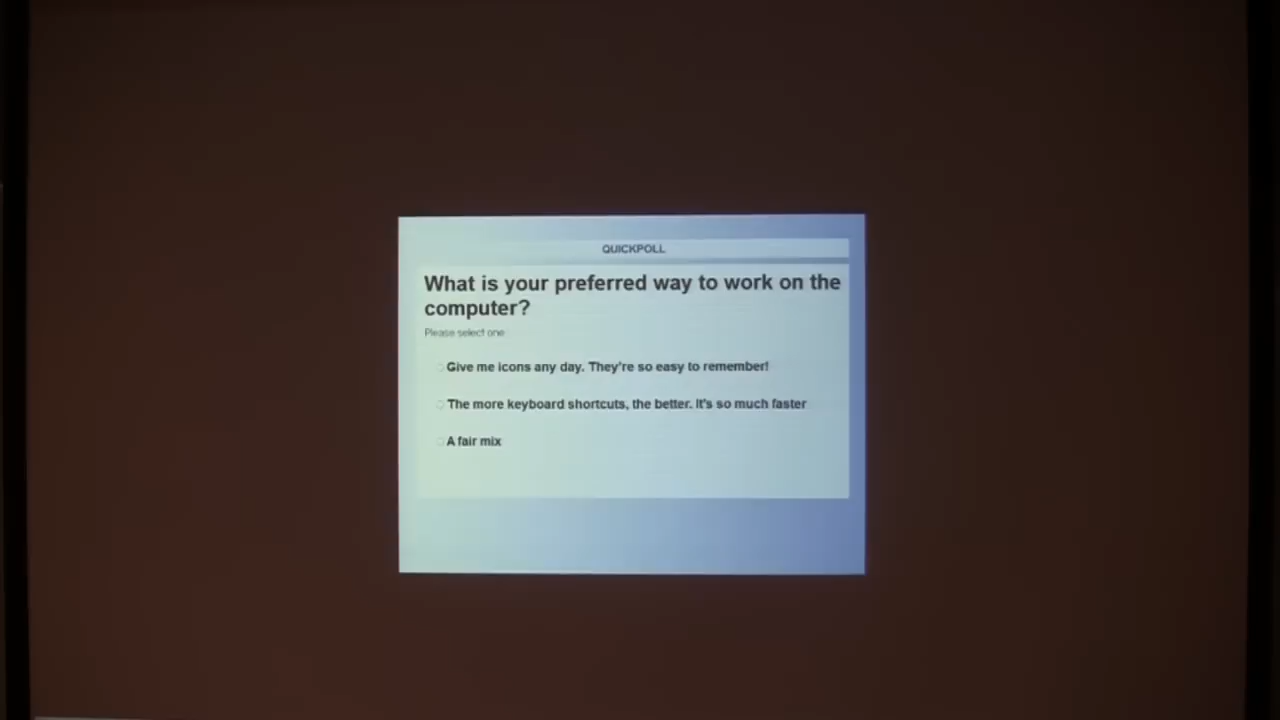 QUICKPOLL
What is your preferred way to work on the
computer?
Please select one
Give me icons any day. They're so easy to remember!
The more keyboard shortcuts, the better. It's so much faster
A fair mix